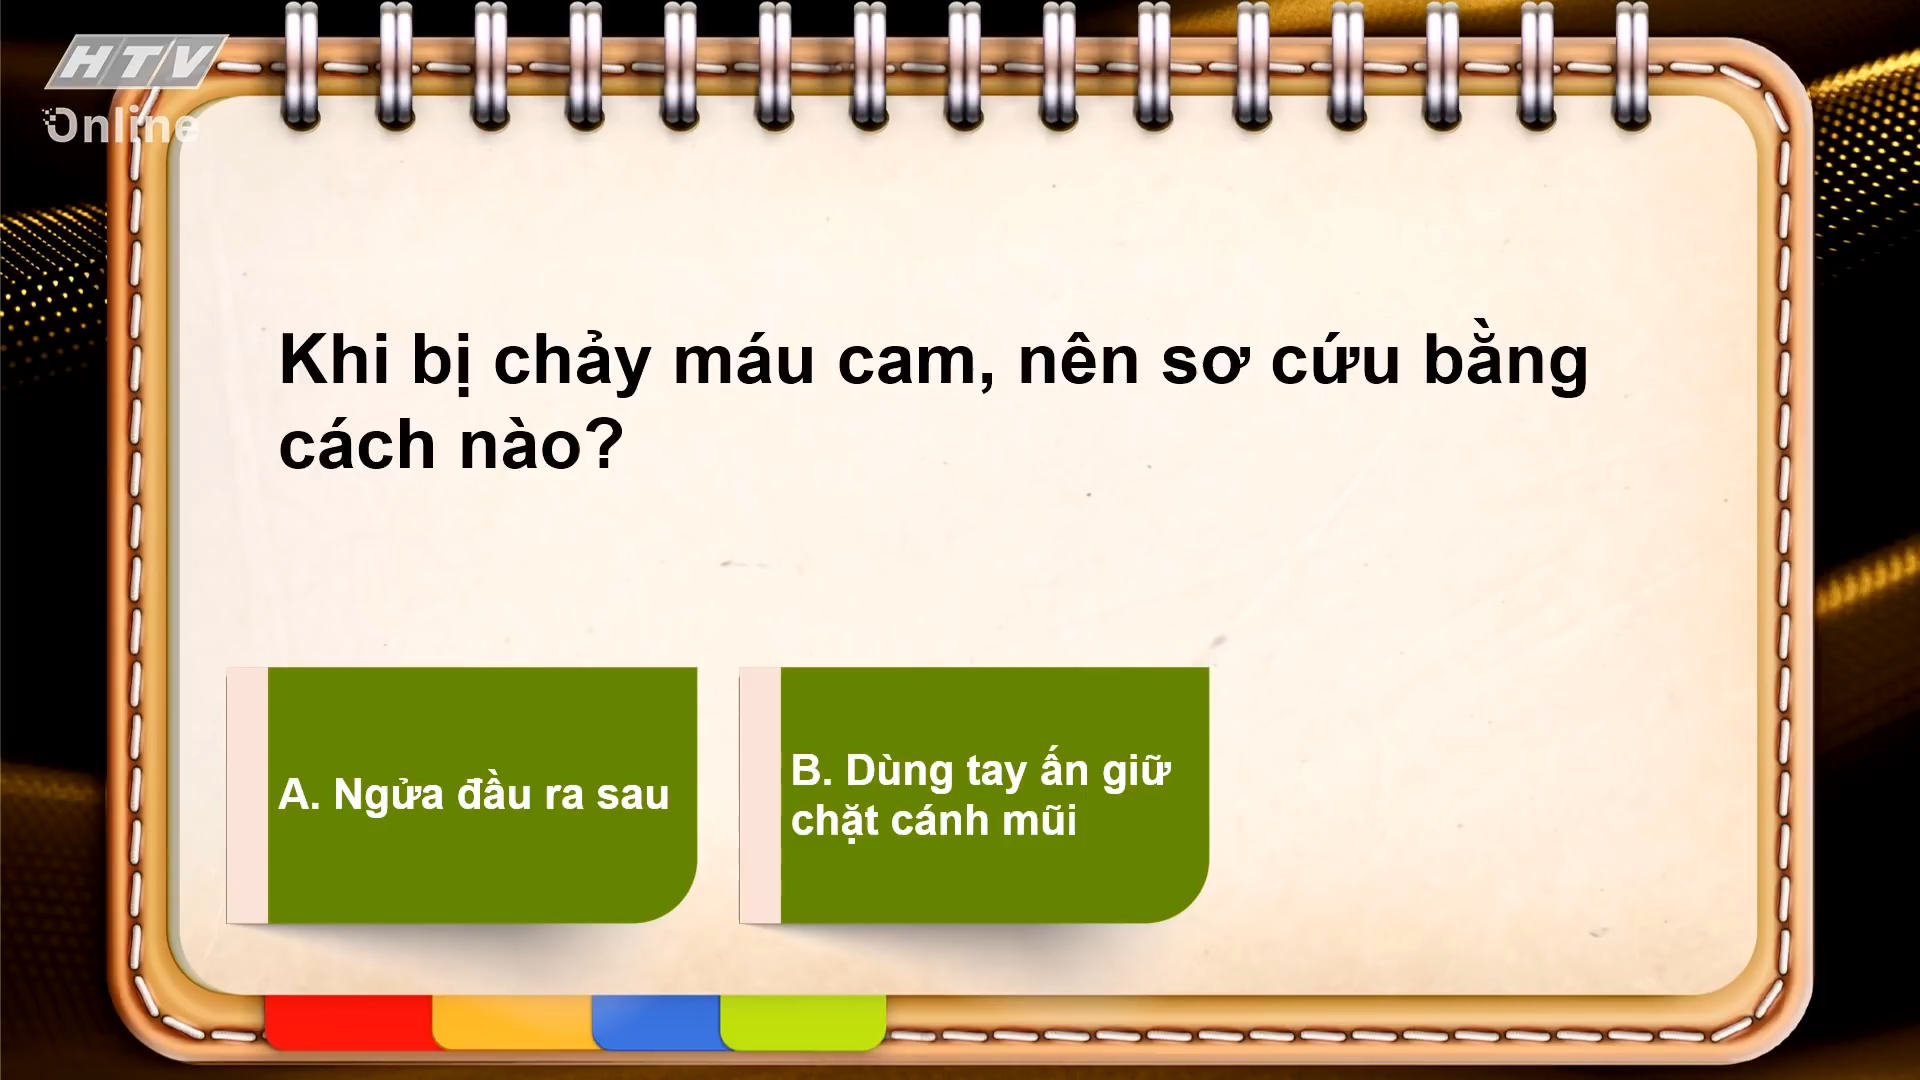 HTV
Online
Khi bị chảy máu cam, nên sơ cứu bằng
cách nào?
A. Ngửa đầu ra sau
B. Dùng tay ấn giữ
chặt cánh mũi